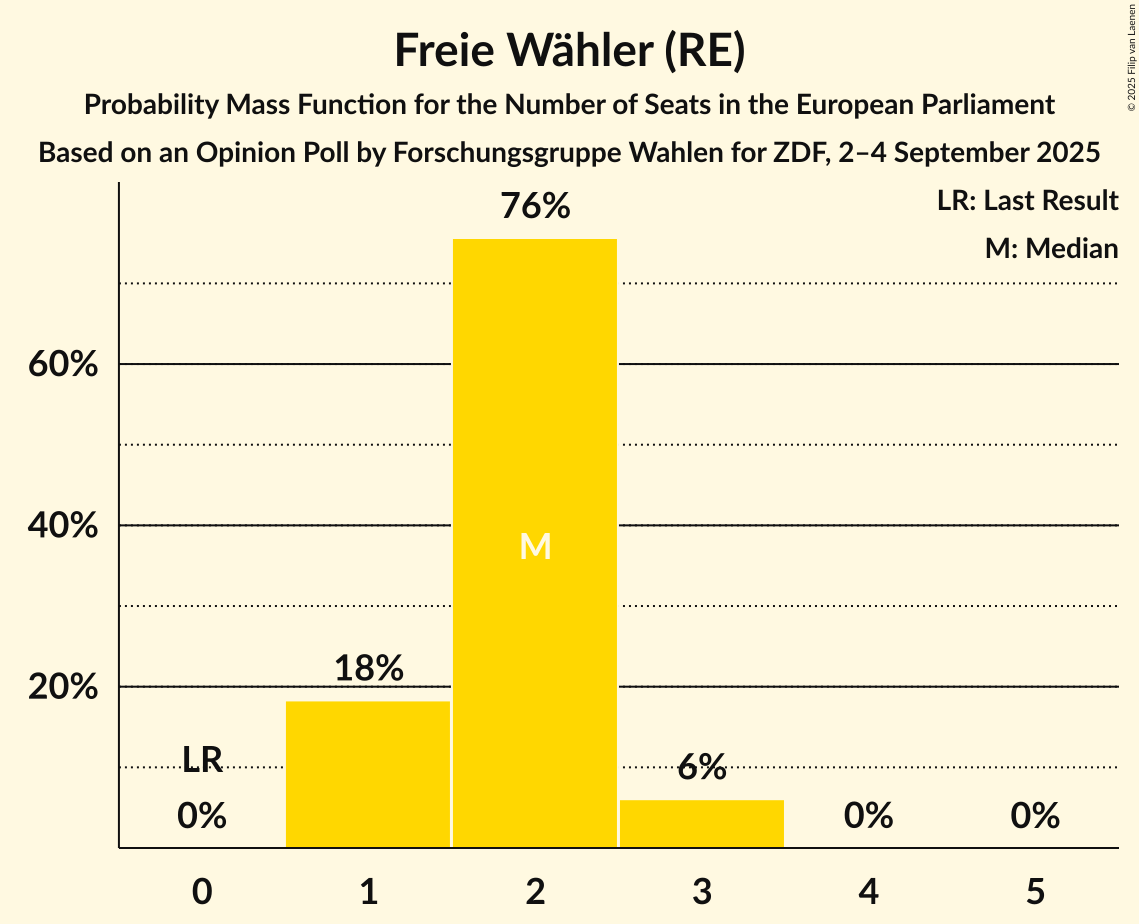 Freie Wähler (RE)
Probability Mass Function for the Number of Seats in the European Parliament
Based on an Opinion Poll by Forschungsgruppe Wahlen for ZDF, 2–4 September 2025
© 2025 Filip van Laenen
LR: Last Result
M: Median
76%
60%
40%
M
20%
18%
LR
6%
0%
0%
0%
0
1
2
3
4
5